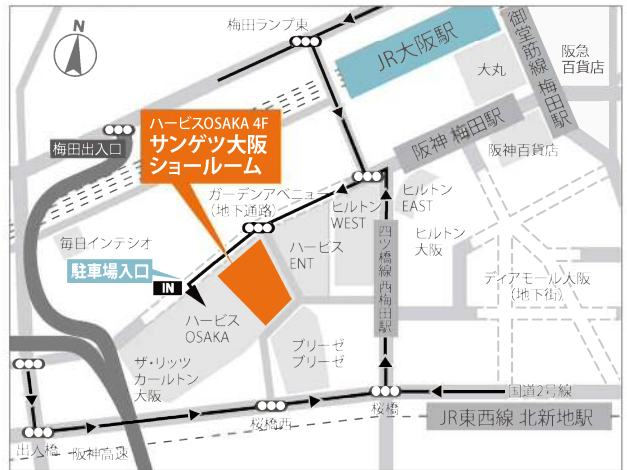 N
梅田ランプ東
JR大阪駅
御堂筋線 梅田駅
阪急
百貨店
大丸
ハービスOSAKA 4F
サンゲツ大阪
ショールーム
梅田出入口
阪神 梅田駅
阪神百貨店
ガーデンアベニュー
(地下通路)
ヒルトン
WEST
ヒルトン
EAST
毎日インテシオ
ハービス
ENT
ヒルトン
大阪
四ツ橋線 西梅田駅
ディアモール大阪
(地下街)
駐車場入口
IN
ハービス
OSAKA
ブリーゼ
ブリーゼ
ザ・リッツ
カールトン
大阪
国道2号線
桜橋
桜橋西
JR東西線 北新地駅
出入橋
阪神高速